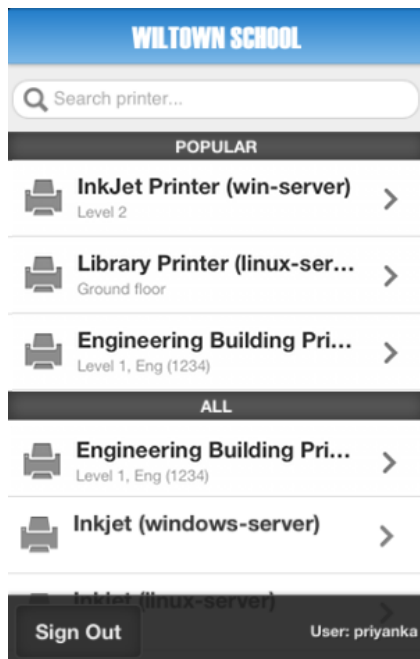 WILTOWN SCHOOL
Search printer...
POPULAR
InkJet Printer (win-server)
Level 2
Library Printer (linux-ser...
Ground floor
Engineering Building Pri...
Level 1, Eng (1234)
ALL
Engineering Building Pri...
Level 1, Eng (1234)
Inkjet (windows-server)
Inkjet (linux-server)
Sign Out
User: priyanka